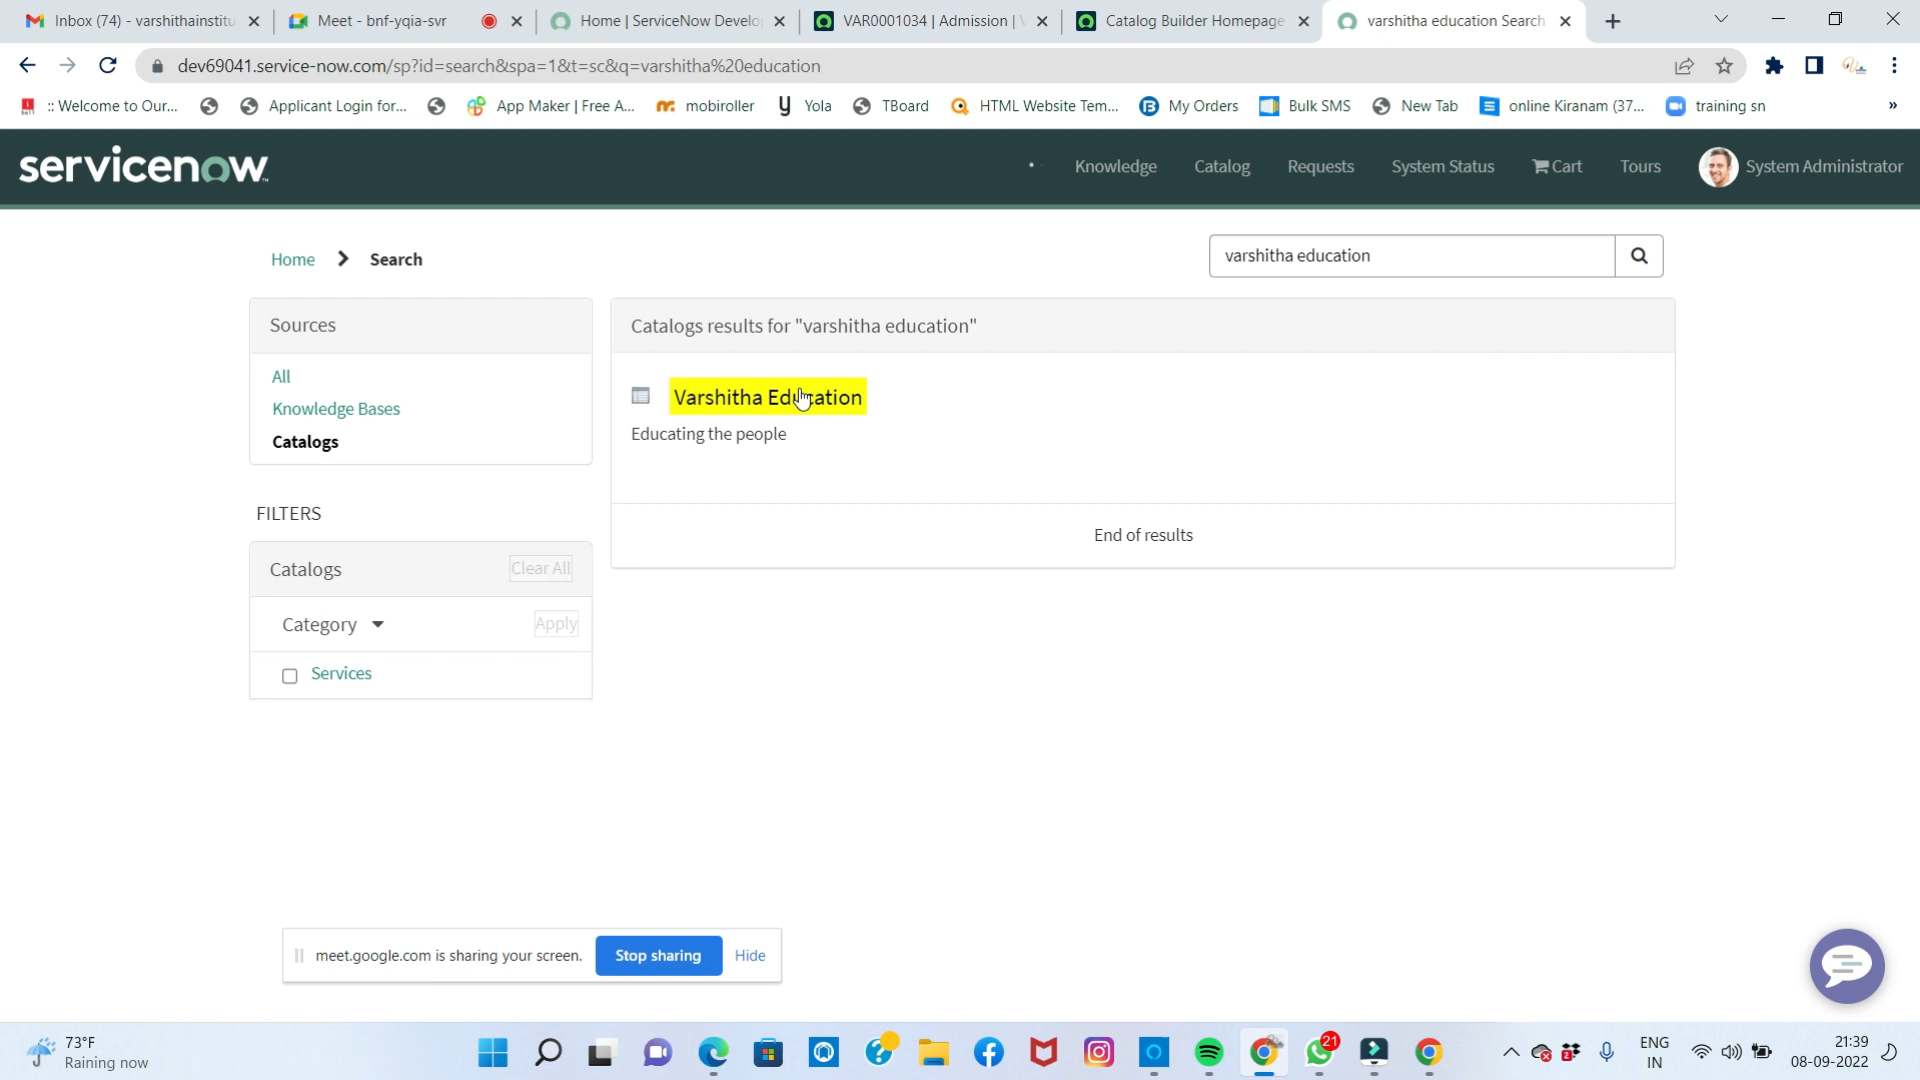 Inbox (74) - varshithainstitu
Meet - bnf-yqia-svr
Home | ServiceNow Develo
VAR0001034 | Admission | V
Catalog Builder Homepage
varshitha education Search
dev69041.service-now.com/sp?id=search&spa=1&t=sc&q=varshitha%20education
:: Welcome to Our...
Applicant Login for...
App Maker | Free A...
mobiroller
Yola
TBoard
HTML Website Tem...
My Orders
Bulk SMS
New Tab
online Kiranam (37...
training sn
»
servicenow
Knowledge
Catalog
Requests
System Status
Cart
Tours
System Administrator
Home
Search
varshitha education
Sources
All
Knowledge Bases
Catalogs
Catalogs results for "varshitha education"
Varshitha Education
Educating the people
End of results
FILTERS
Catalogs
Clear All
Category
Apply
Services
meet.google.com is sharing your screen.
Stop sharing
Hide
73°F
Raining now
21
ENG
IN
21:39
08-09-2022